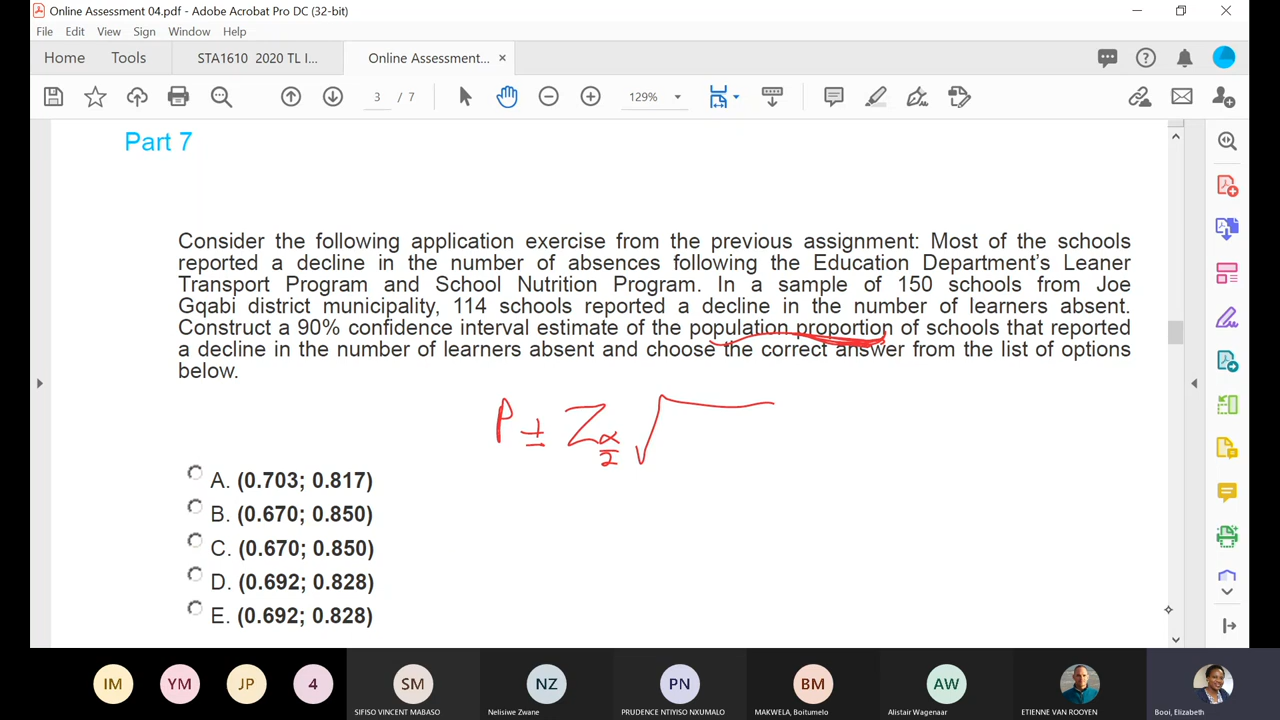 Online Assessment 04.pdf - Adobe Acrobat Pro DC (32-bit)
File Edit View Sign Window Help
Home Tools STA1610 2020 TL I... Online Assessment... ×
3 / 7 129%
Part 7
Consider the following application exercise from the previous assignment: Most of the schools
reported a decline in the number of absences following the Education Department's Leaner
Transport Program and School Nutrition Program. In a sample of 150 schools from Joe
Gqabi district municipality, 114 schools reported a decline in the number of learners absent.
Construct a 90% confidence interval estimate of the population proportion of schools that reported
a decline in the number of learners absent and choose the correct answer from the list of options
below.
P ± Z α/2 √
A. (0.703; 0.817)
B. (0.670; 0.850)
C. (0.670; 0.850)
D. (0.692; 0.828)
E. (0.692; 0.828)
IM YM JP 4 SM NZ PN BM AW
SIFISO VINCENT MABASO Nelisiwe Zwane PRUDENCE NTIYISO NXUMALO MAKWELA, Boitumelo Alistair Wagenaar ETIENNE VAN ROOYEN Booi, Elizabeth